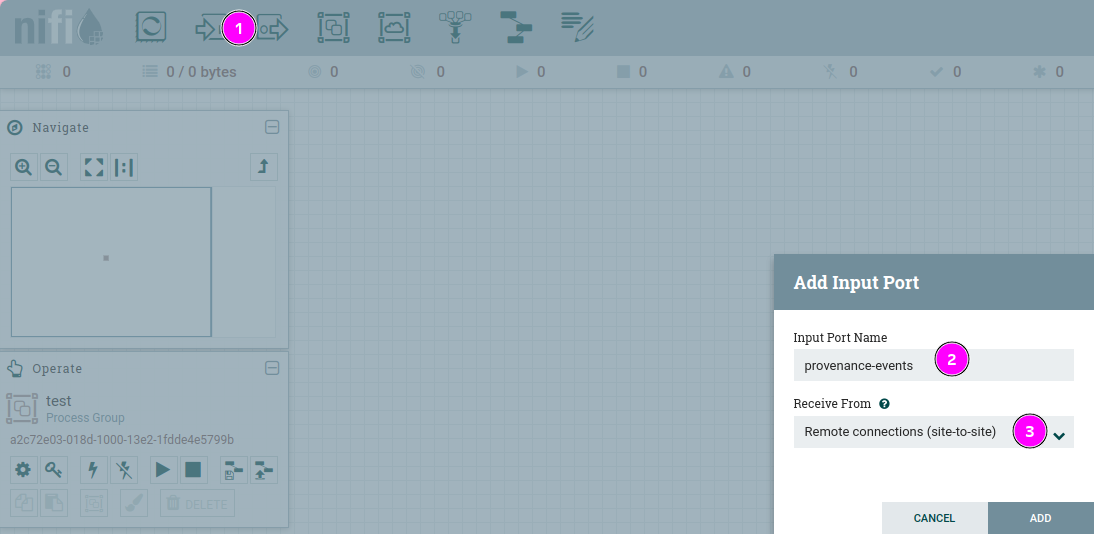 nifi
1
0
0 / 0 bytes
0
0
0
0
0
0
0
0
Navigate
Operate
test
Process Group
a2c72e03-018d-1000-13e2-1fdde4e5799b
DELETE
Add Input Port
Input Port Name
provenance-events
2
Receive From
Remote connections (site-to-site)
3
CANCEL
ADD